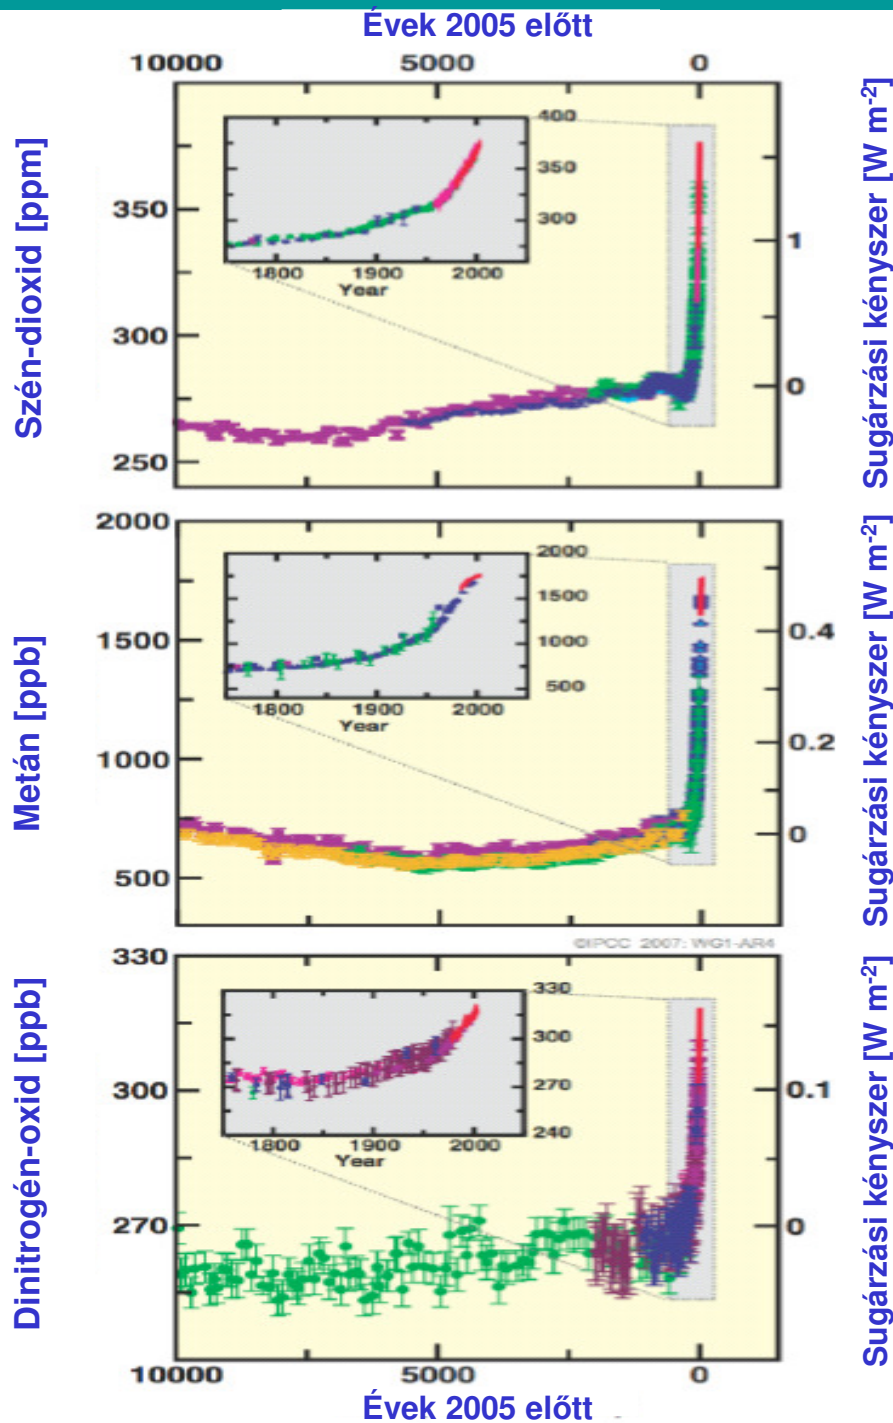 Évek 2005 előtt
10000 5000 0
Szén-dioxid [ppm]
350
300
250
400
350
300
1800 1900 2000
Year
1
0
Sugárzási kényszer [W m-2]
Metán [ppb]
2000
1500
1000
500
2000
1500
1000
500
1800 1900 2000
Year
0.4
0.2
0
Sugárzási kényszer [W m-2]
©IPCC 2007: WG1-AR4
Dinitrogén-oxid [ppb]
330
300
270
330
300
270
240
1800 1900 2000
Year
0.1
0
Sugárzási kényszer [W m-2]
10000 5000 0
Évek 2005 előtt